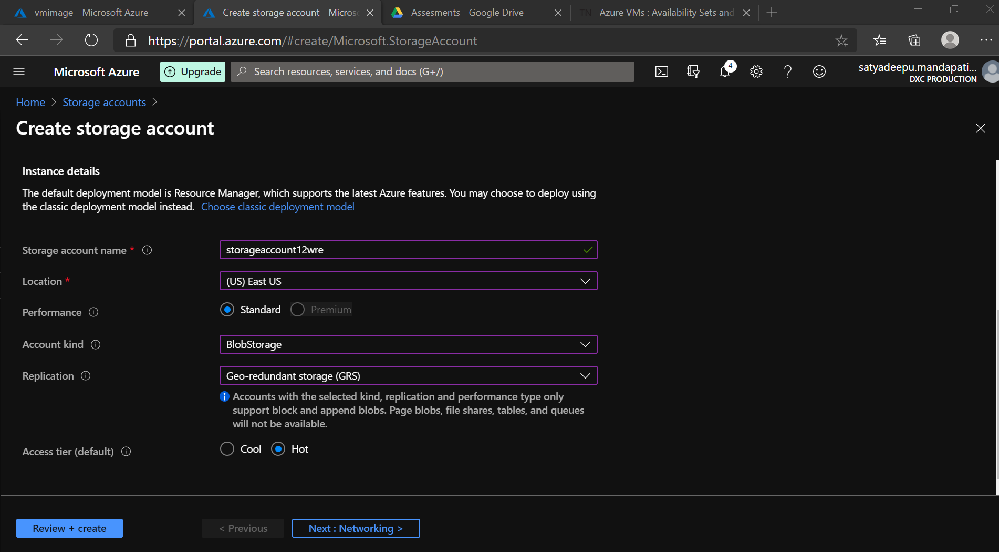 vmimage - Microsoft Azure
Create storage account - Micros
Assesments - Google Drive
TN Azure VMs : Availability Sets and
https://portal.azure.com/#create/Microsoft.StorageAccount
Microsoft Azure
Upgrade
Search resources, services, and docs (G+/)
4
satyadeepu.mandapati...
DXC PRODUCTION
Home > Storage accounts >
Create storage account
Instance details
The default deployment model is Resource Manager, which supports the latest Azure features. You may choose to deploy using
the classic deployment model instead. Choose classic deployment model
Storage account name *
storageaccount12wre
Location *
(US) East US
Performance
Standard
Premium
Account kind
BlobStorage
Replication
Geo-redundant storage (GRS)
Accounts with the selected kind, replication and performance type only
support block and append blobs. Page blobs, file shares, tables, and queues
will not be available.
Access tier (default)
Cool
Hot
Review + create
< Previous
Next : Networking >